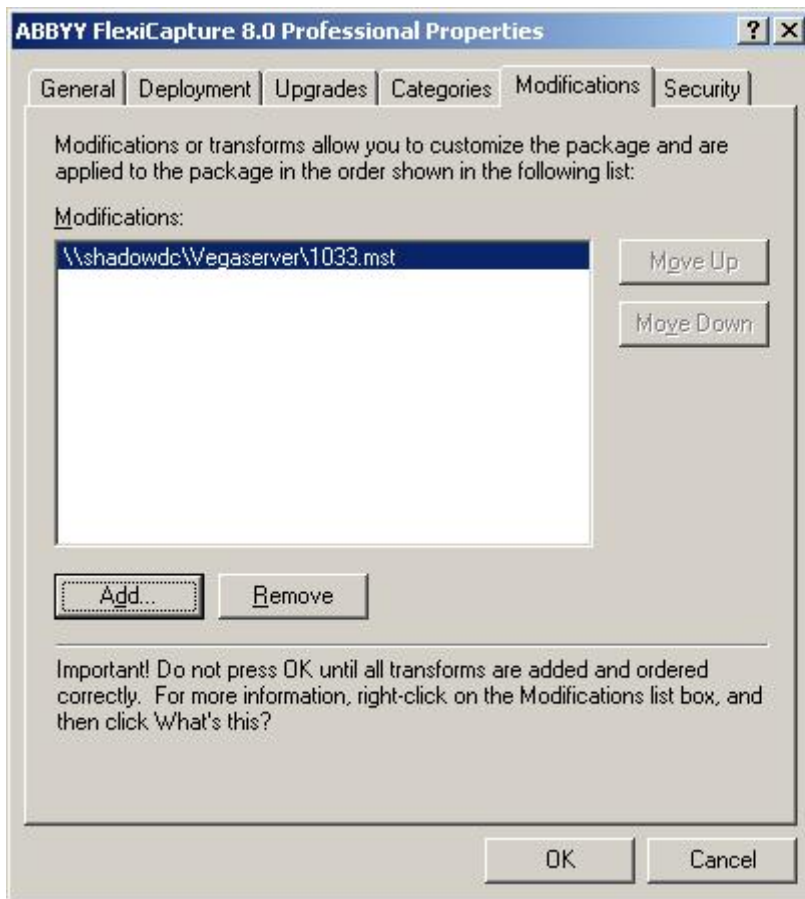 ABBYY FlexiCapture 8.0 Professional Properties
General Deployment Upgrades Categories Modifications Security
Modifications or transforms allow you to customize the package and are
applied to the package in the order shown in the following list:
Modifications:
\\shadowdc\Vegaserver\1033.mst
Move Up
Move Down
Add... Remove
Important! Do not press OK until all transforms are added and ordered
correctly. For more information, right-click on the Modifications list box, and
then click What's this?
OK Cancel